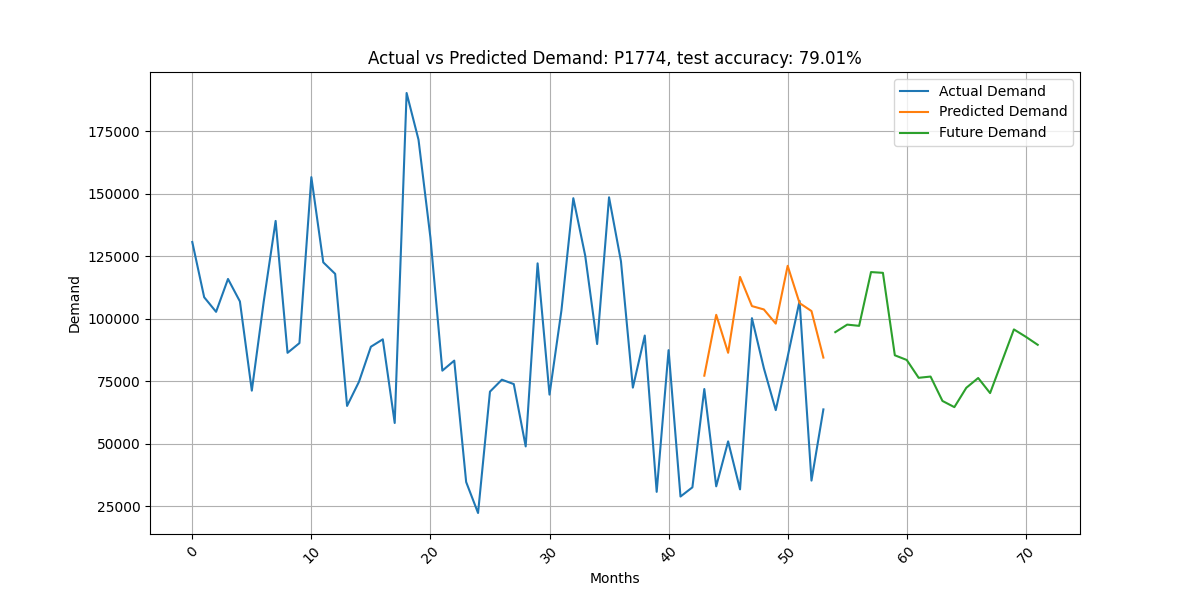 Actual vs Predicted Demand: P1774, test accuracy: 79.01%
Actual Demand
Predicted Demand
Future Demand
Demand
175000
150000
125000
100000
75000
50000
25000
0 10 20 30 40 50 60 70
Months